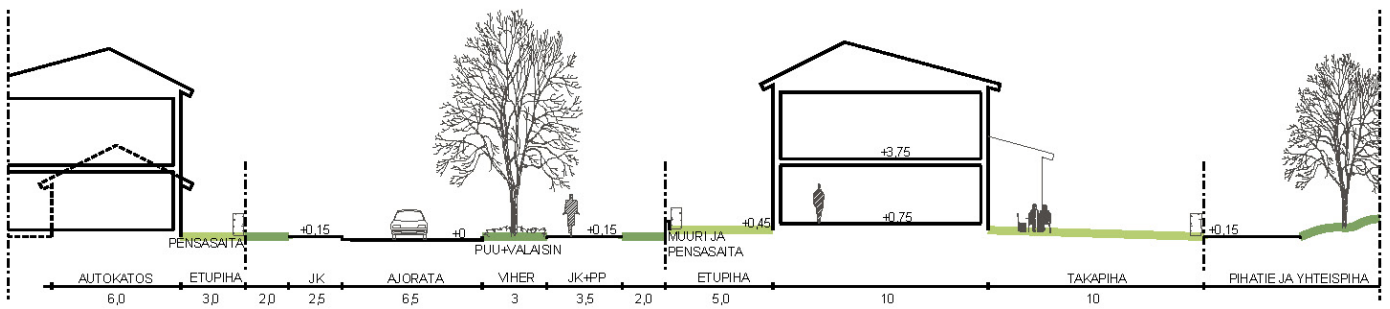 +3,75
+0,75
+0,45
+0,15
+0
+0,15
+0,15
PENSASAITA
PUU+VALAISIN
MUURI JA
PENSASAITA
AUTOKATOS
ETUPIHA
JK
AJORATA
VIHER
JK+PP
ETUPIHA
TAKAPIHA
PIHATIE JA YHTEISPIHA
6,0
3,0
2,0
2,5
6,5
3
3,5
2,0
5,0
10
10